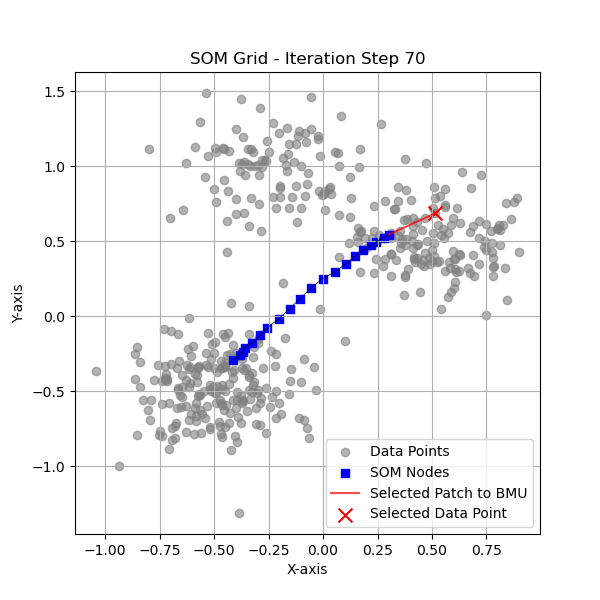 SOM Grid - Iteration Step 70
Y-axis
1.5
1.0
0.5
0.0
−0.5
−1.0
Data Points
SOM Nodes
Selected Patch to BMU
Selected Data Point
−1.00 −0.75 −0.50 −0.25 0.00 0.25 0.50 0.75
X-axis